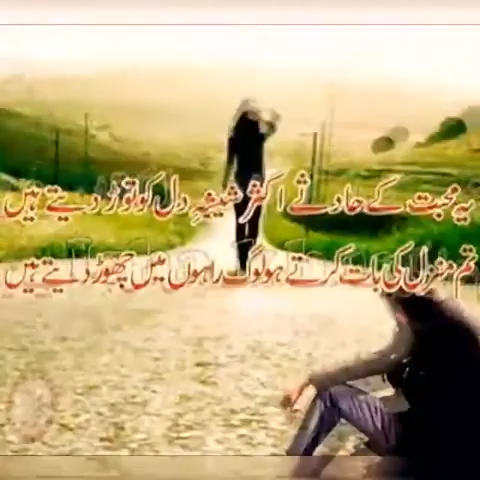 یہ محبت کے حادثے اکثر شیشہِ دل کو توڑ دیتے ہیں
تم منزل کی بات کرتے ہو لوگ راہوں میں چھوڑ دیتے ہیں